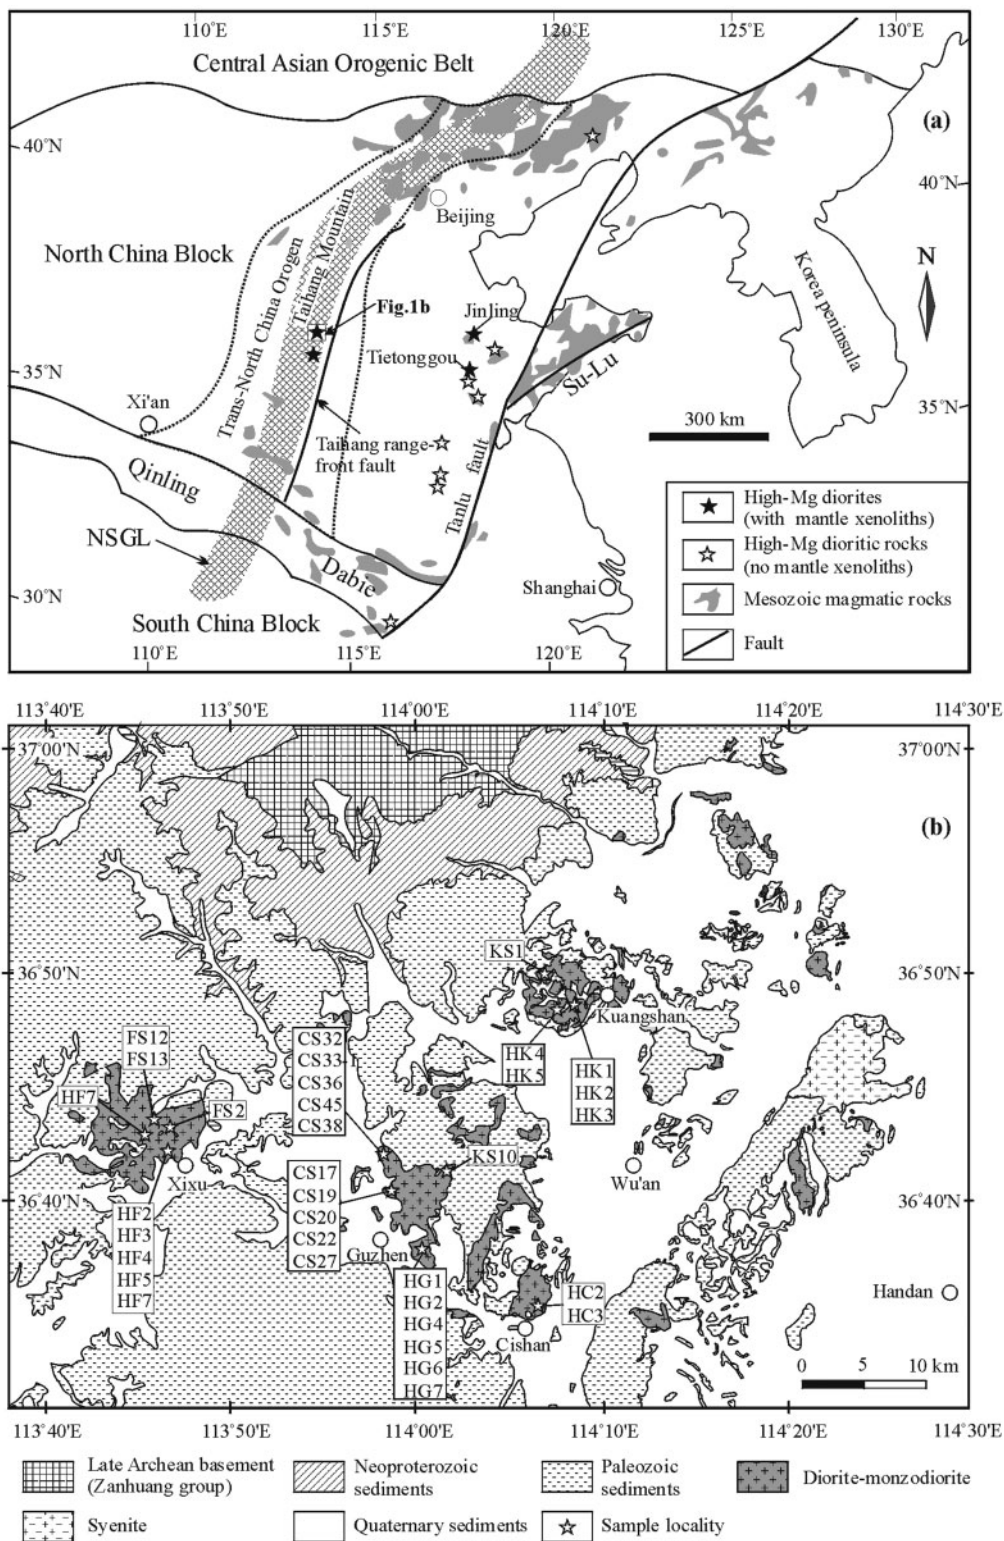 110°E
115°E
120°E
125°E
130°E
Central Asian Orogenic Belt
(a)
40°N
40°N
Beijing
North China Block
Trans-North China Orogen
Taihang Mountain
Korea peninsula
N
Fig.1b
JinLing
Tietonggou
35°N
Su-Lu
35°N
Xi'an
300 km
Taihang range-
front fault
Qinling
Tanlu fault
NSGL
Dabie
Shanghai
30°N
South China Block
High-Mg diorites
(with mantle xenoliths)
High-Mg dioritic rocks
(no mantle xenoliths)
Mesozoic magmatic rocks
Fault
110°E
115°E
120°E
113°40'E
113°50'E
114°00'E
114°10'E
114°20'E
114°30'E
37°00'N
37°00'N
(b)
KS1
36°50'N
36°50'N
Kuangshan
FS12
FS13
CS32
CS33
CS36
CS45
CS38
HK4
HK5
HK1
HK2
HK3
HF7
FS2
KS10
Xixu
Wu'an
CS17
CS19
CS20
CS22
CS27
36°40'N
36°40'N
HF2
HF3
HF4
HF5
HF7
Guzhen
HG1
HG2
HG4
HG5
HG6
HG7
HC2
HC3
Handan
Cishan
0 5 10 km
113°40'E
113°50'E
114°00'E
114°10'E
114°20'E
114°30'E
Late Archean basement
(Zanhuang group)
Neoproterozoic
sediments
Paleozoic
sediments
Diorite-monzodiorite
Syenite
Quaternary sediments
Sample locality